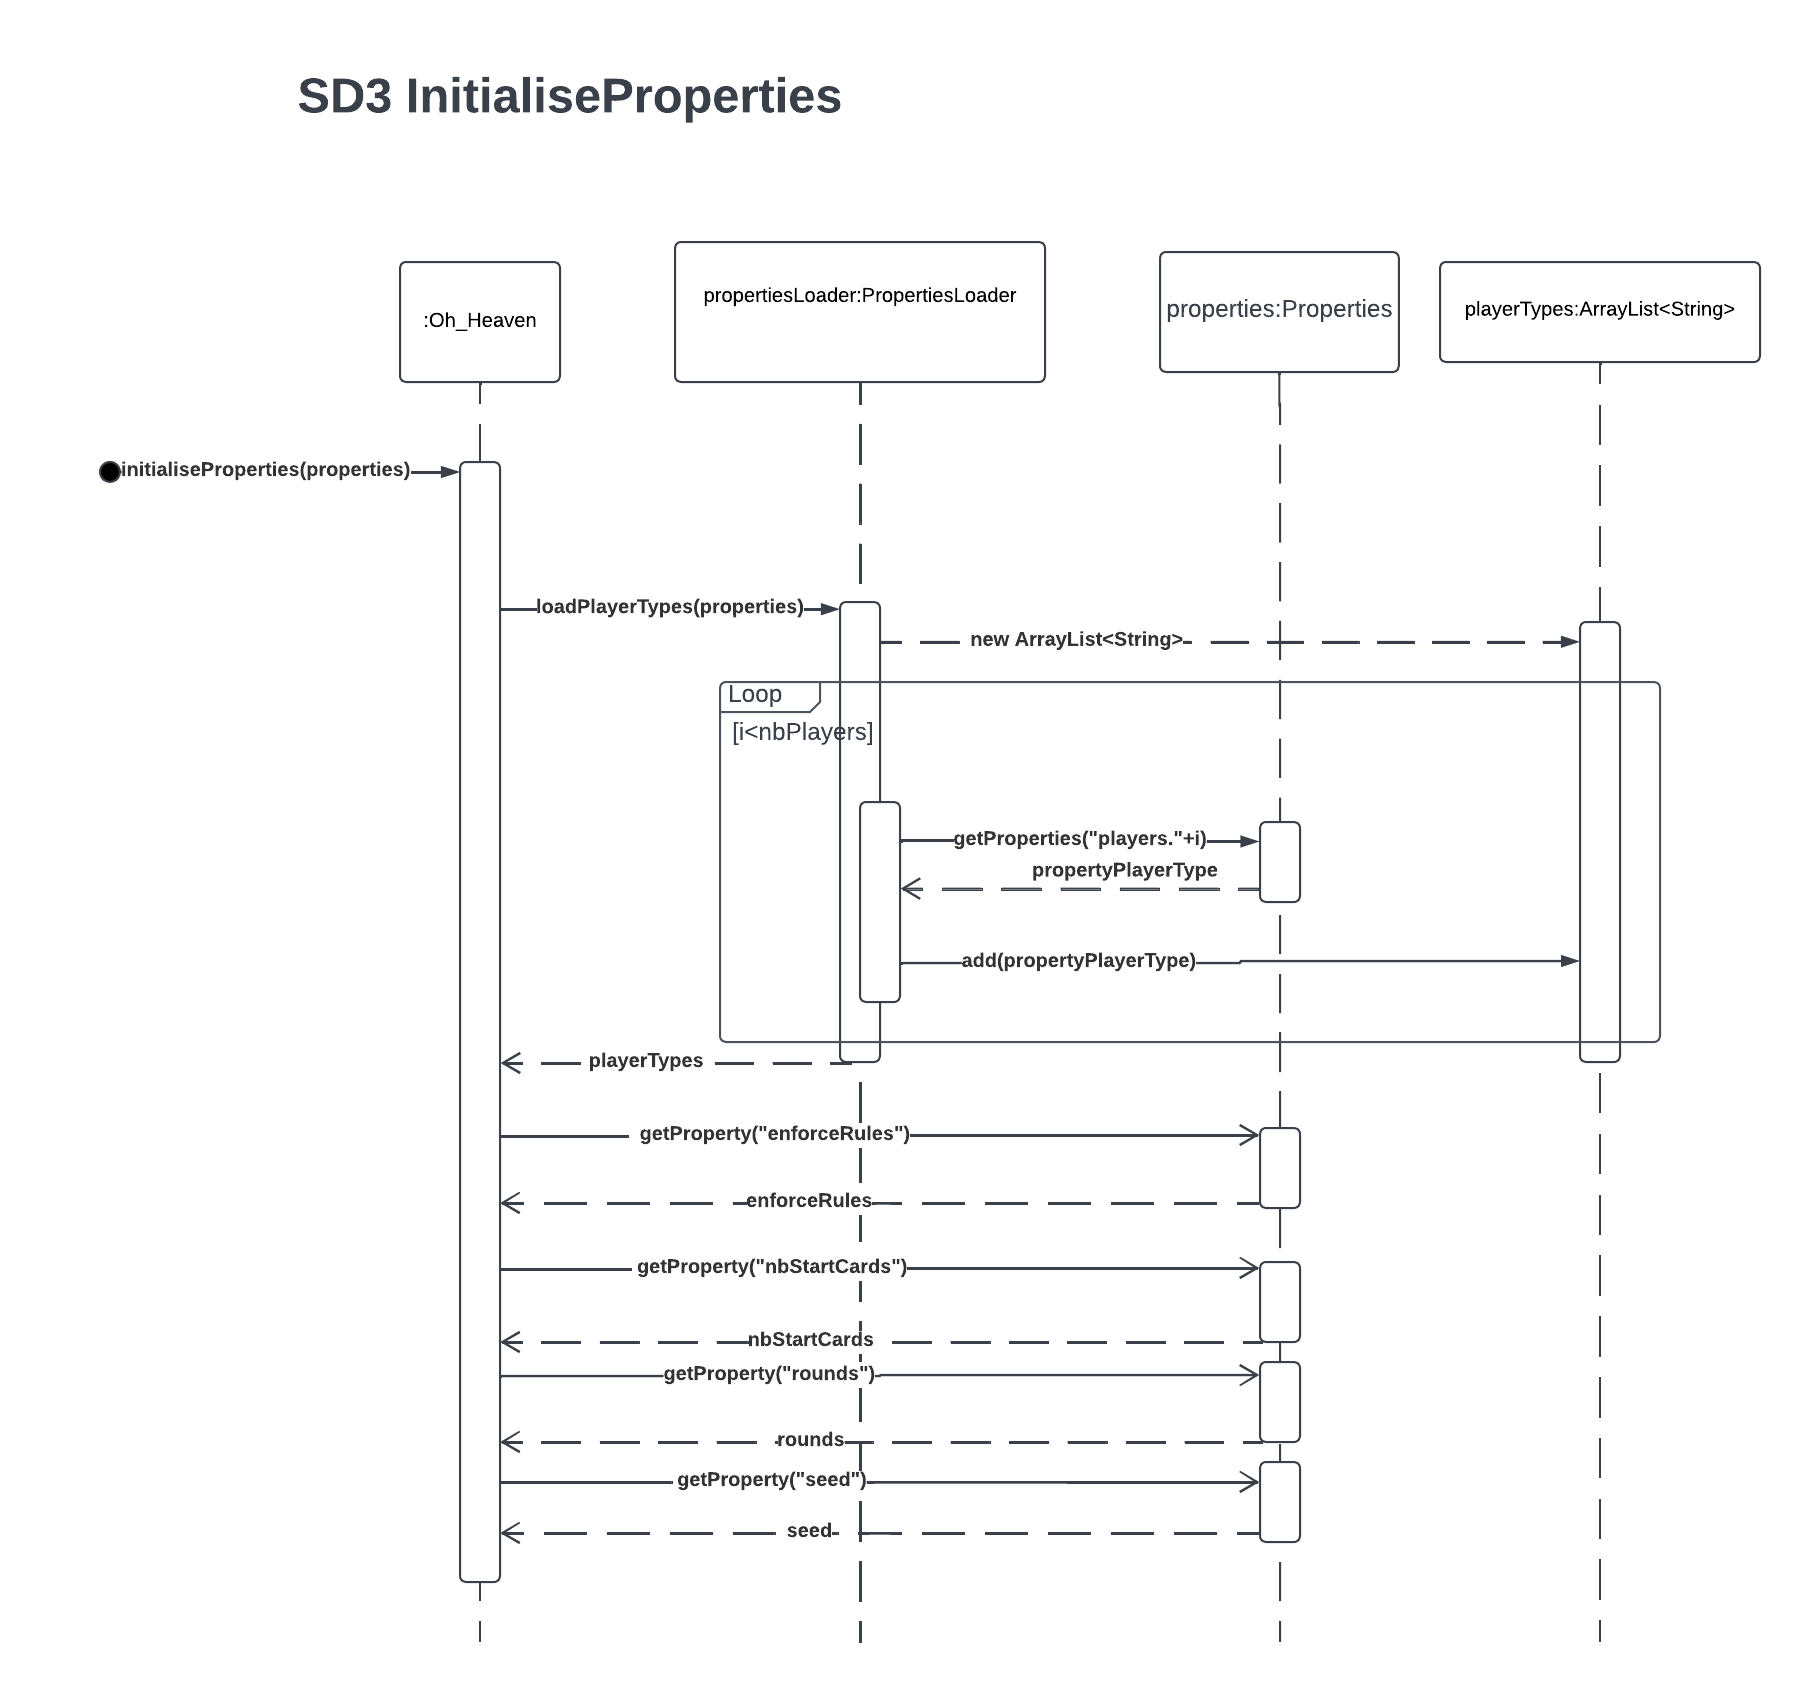 SD3 InitialiseProperties
:Oh_Heaven
propertiesLoader:PropertiesLoader
properties:Properties
playerTypes:ArrayList<String>
initialiseProperties(properties)
loadPlayerTypes(properties)
new ArrayList<String>
Loop
[i<nbPlayers]
getProperties("players."+i)
propertyPlayerType
add(propertyPlayerType)
playerTypes
getProperty("enforceRules")
enforceRules
getProperty("nbStartCards")
nbStartCards
getProperty("rounds")
rounds
getProperty("seed")
seed